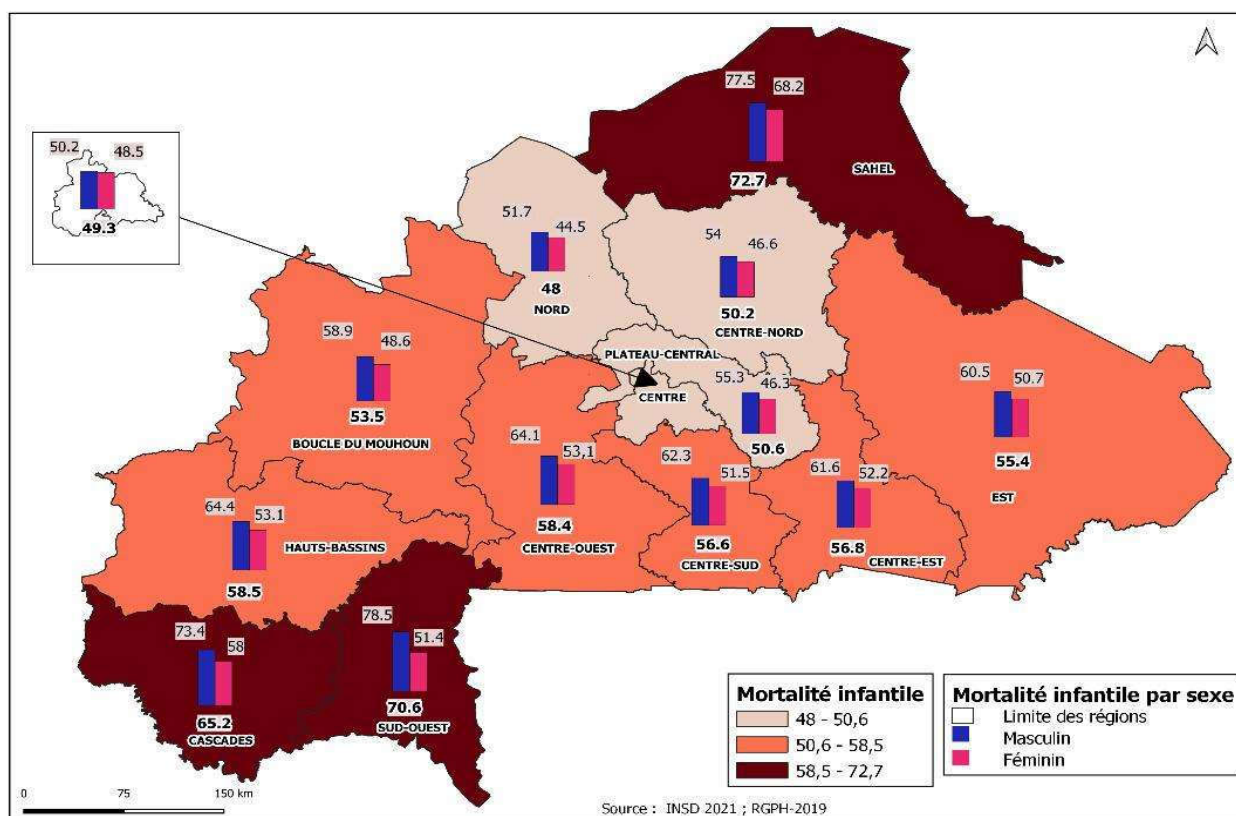 77.5
68.2
SAHEL
72.7
50.2
48.5
49.3
51.7
44.5
48
NORD
54
46.6
50.2
CENTRE-NORD
58.9
48.6
53.5
BOUCLE DU MOUHOUN
PLATEAU-CENTRAL
55.3
46.3
50.6
CENTRE
60.5
50.7
55.4
EST
64.1
53,1
58.4
CENTRE-OUEST
62.3
51.5
56.6
CENTRE-SUD
61.6
52.2
56.8
CENTRE-EST
64.4
53.1
58.5
HAUTS-BASSINS
73.4
58
65.2
CASCADES
78.5
51.4
70.6
SUD-OUEST
Mortalité infantile
48 - 50,6
50,6 - 58,5
58,5 - 72,7
Mortalité infantile par sexe
Limite des régions
Masculin
Féminin
0 75 150 km
Source : INSD 2021 ; RGPH-2019